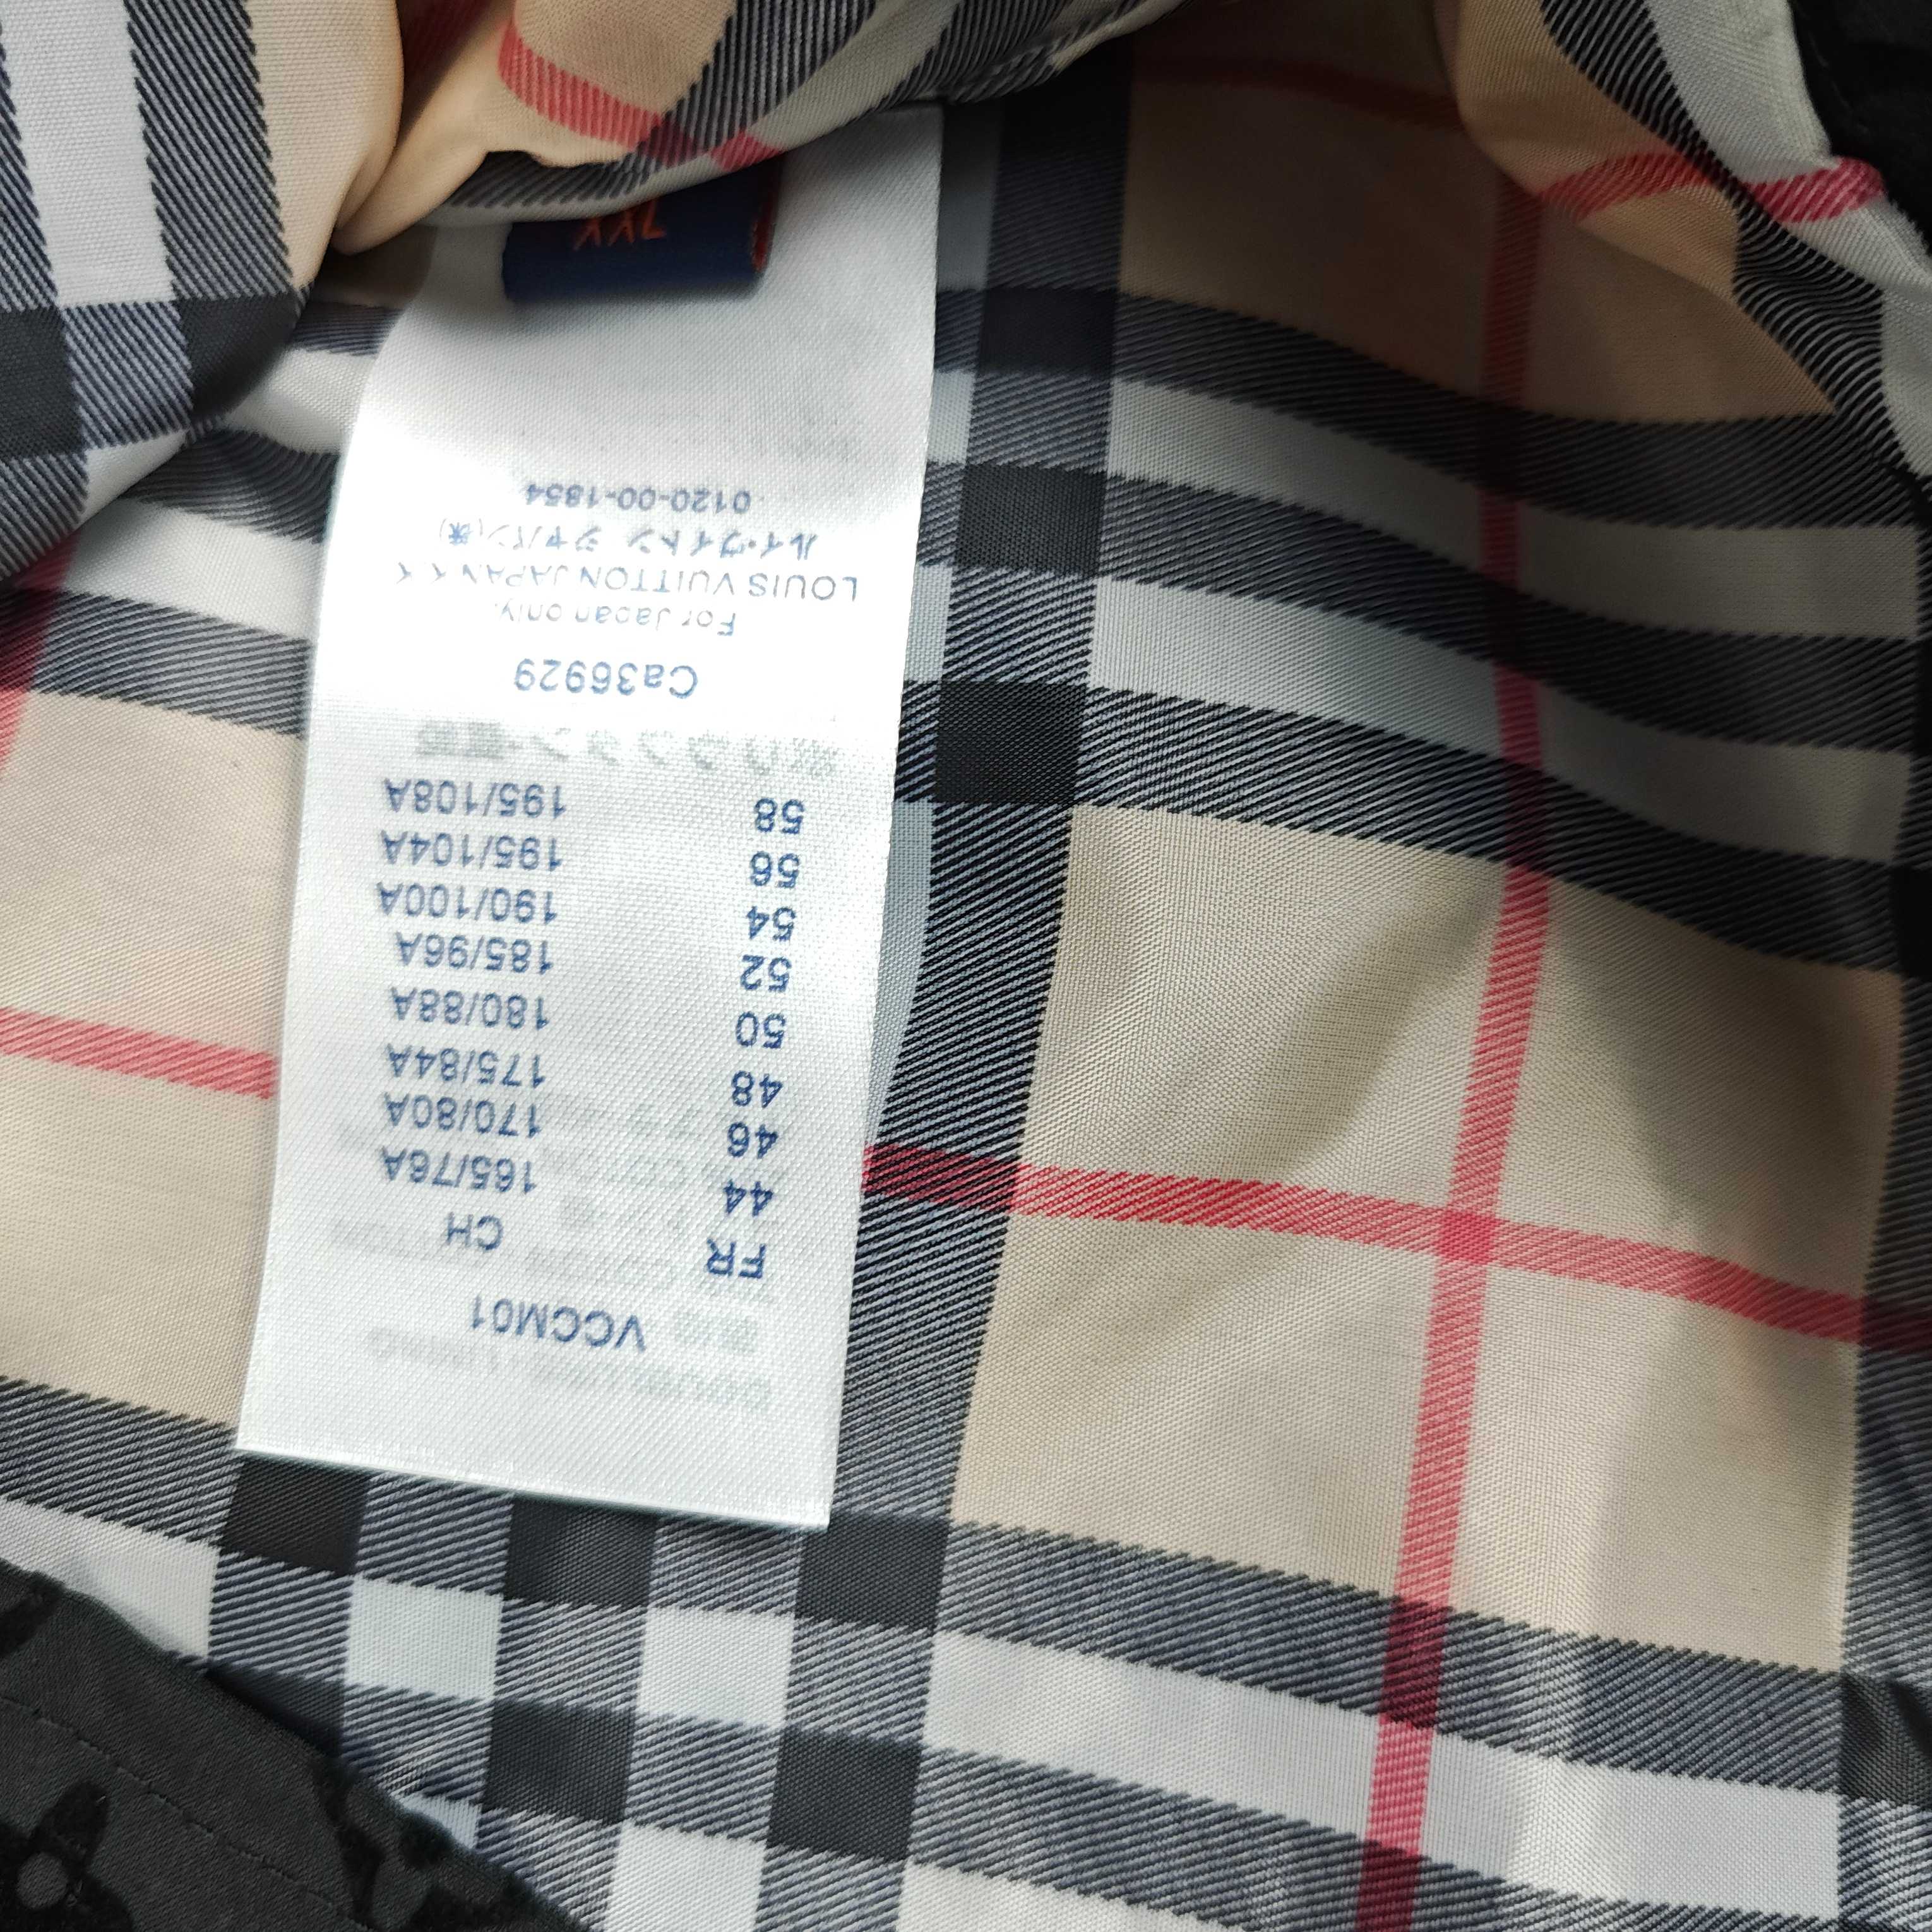 VCCM01
FR CH
44 165/76A
46 170/80A
48 175/84A
50 180/88A
52 185/96A
54 190/100A
56 195/104A
58 195/108A
Ca36929
For Japan only.
LOUIS VUITTON JAPAN
ルイ・ヴィトン ジャパン(株)
0120-00-1854